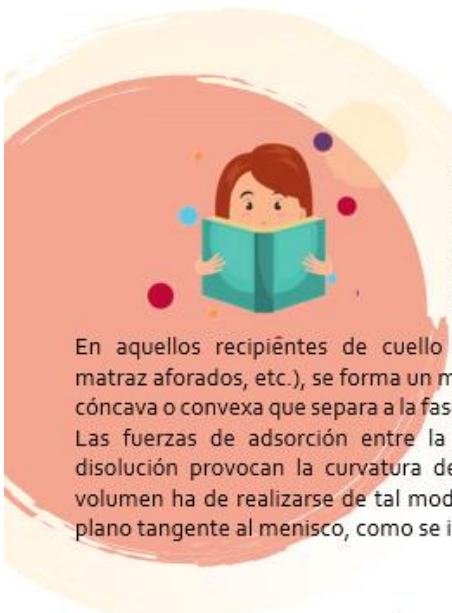 En aquellos recipiêntes de cuello
matraz aforados, etc.), se forma un m
cóncava o convexa que separa a la fas
Las fuerzas de adsorción entre la
disolución provocan la curvatura de
volumen ha de realizarse de tal mod
plano tangente al menisco, como se i